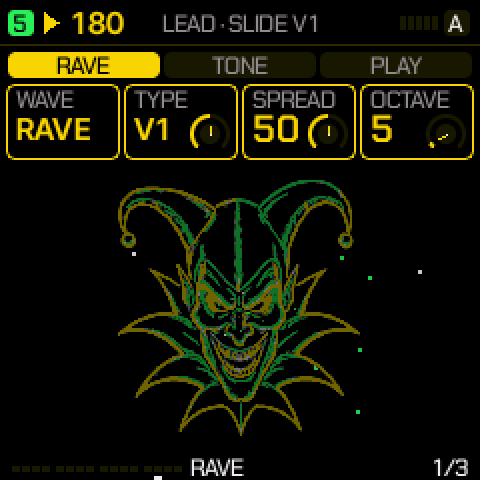 5 180 LEAD · SLIDE V1 A
RAVE TONE PLAY
WAVE TYPE SPREAD OCTAVE
RAVE V1 50 5
RAVE 1/3